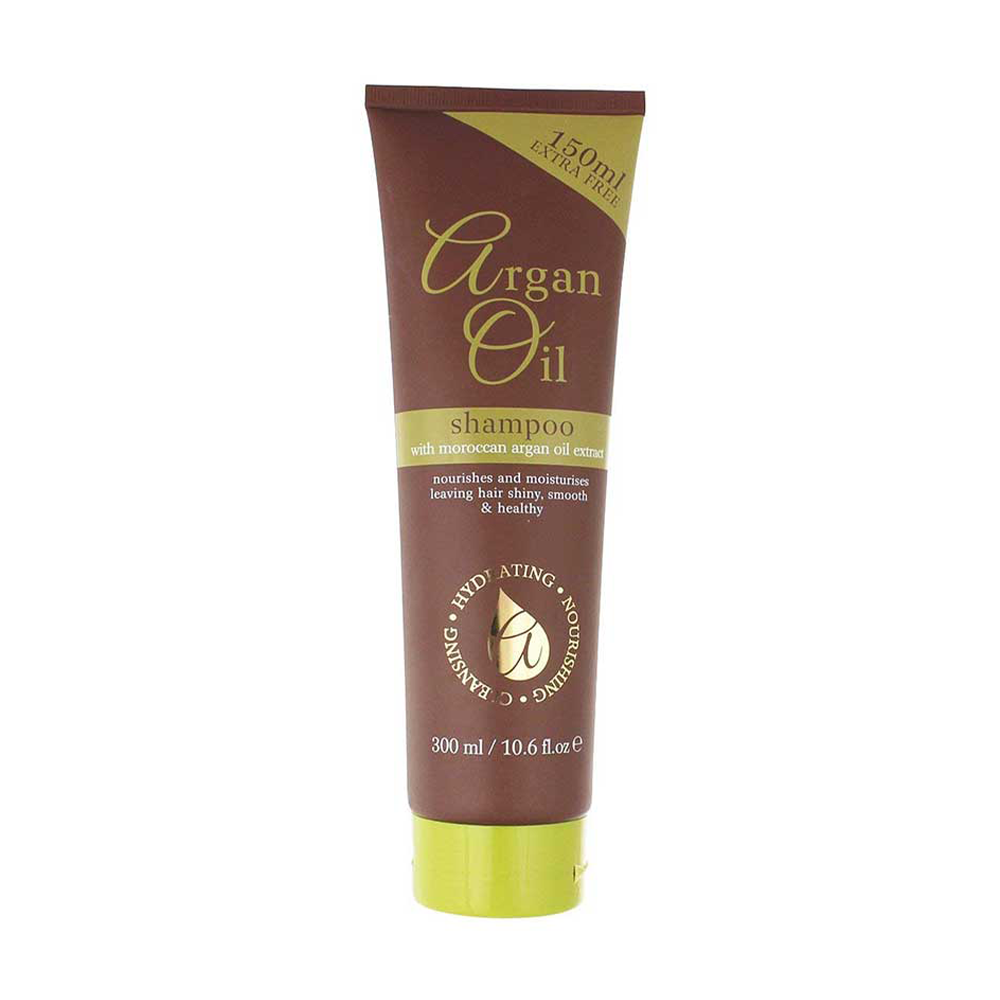 150ml
EXTRA FREE
Argan
Oil
shampoo
with moroccan argan oil extract
nourishes and moisturises
leaving hair shiny, smooth
& healthy
CLEANSING • HYDRATING • NOURISHING •
a
300 ml / 10.6 fl.oz ℮